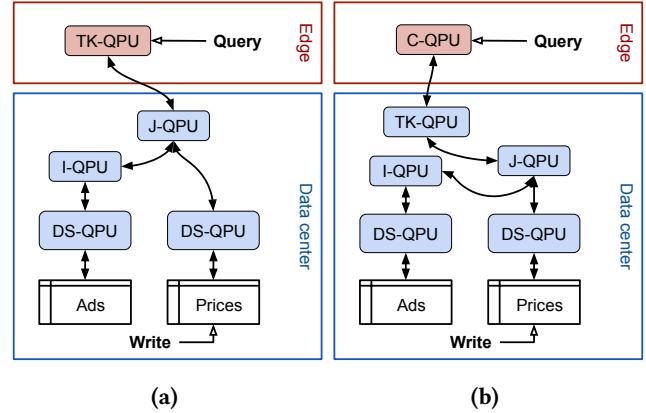 TK-QPU
Query
Edge
J-QPU
I-QPU
DS-QPU
DS-QPU
Data center
Ads
Prices
Write
(a)
C-QPU
Query
Edge
TK-QPU
J-QPU
I-QPU
DS-QPU
DS-QPU
Data center
Ads
Prices
Write
(b)